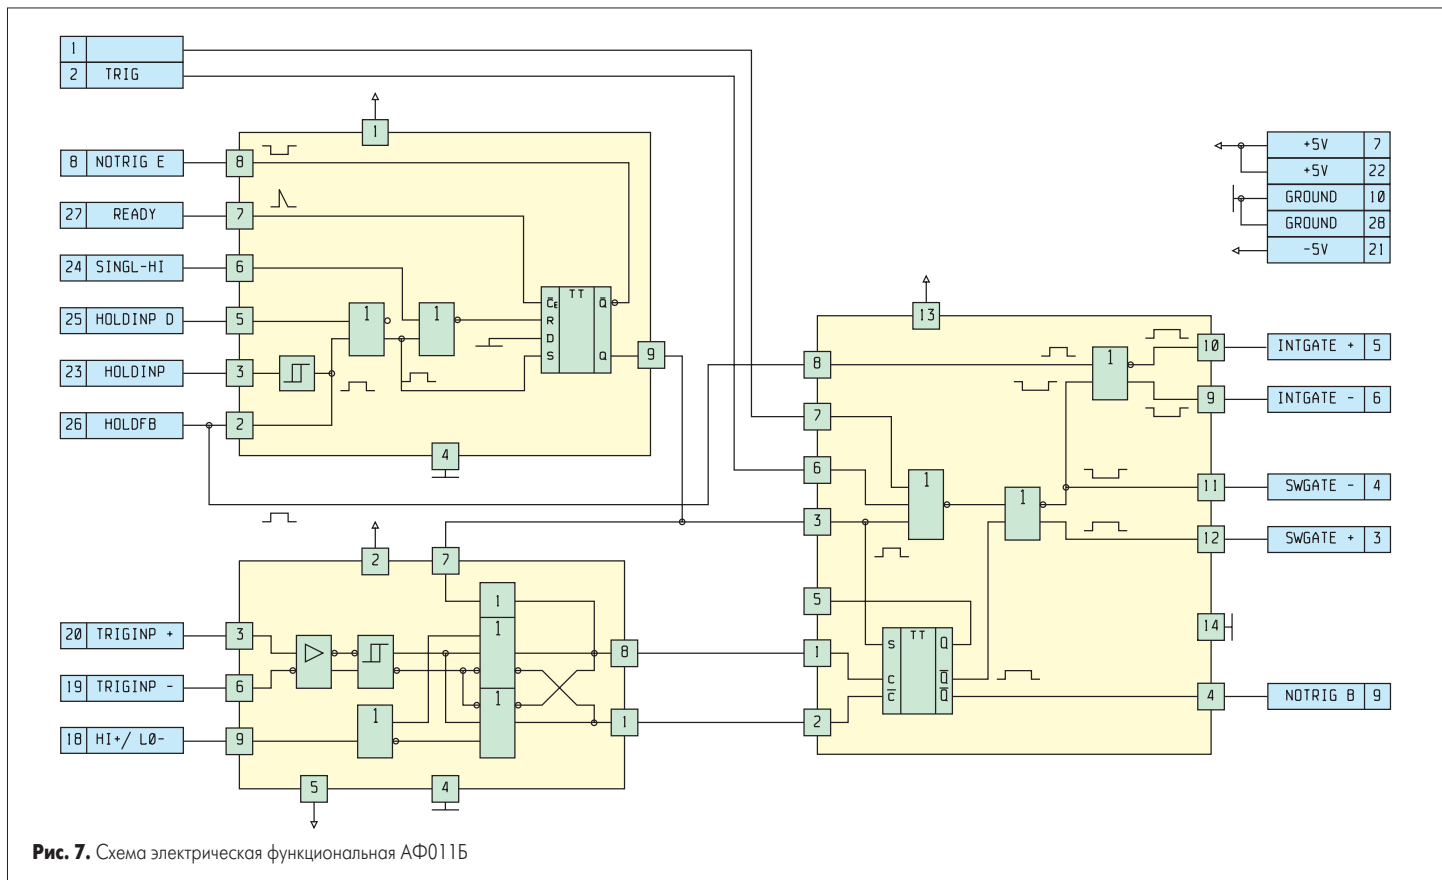 1
2 TRIG
8 NOTRIG E
27 READY
24 SINGL-HI
25 HOLDINP D
23 HOLDINP
26 HOLDFB
1
8
7
6
5
3
2
4
9
1
1
C̅E TT Q̅
R
D
S Q
+5V 7
+5V 22
GROUND 10
GROUND 28
-5V 21
13
8
7
6
3
5
1
2
1
1
1
S TT Q
C Q̅
C̅ Q̅
10
9
11
12
14
4
INTGATE + 5
INTGATE - 6
SWGATE - 4
SWGATE + 3
NOTRIG B 9
20 TRIGINP +
19 TRIGINP -
18 HI+/ LØ-
2
7
3
6
9
5
4
1
1
1
1
8
1
Рис. 7. Схема электрическая функциональная АФ011Б